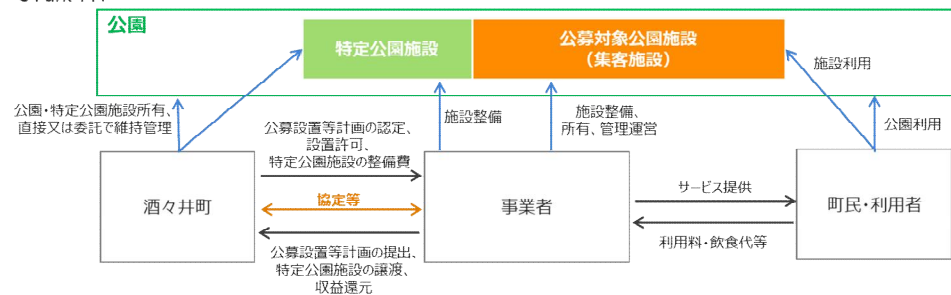 公園
特定公園施設
公募対象公園施設
（集客施設）
施設利用
公園・特定公園施設所有、
直接又は委託で維持管理
施設整備
施設整備、
所有、管理運営
公園利用
公募設置等計画の認定、
設置許可、
特定公園施設の整備費
酒々井町
協定等
事業者
サービス提供
町民・利用者
利用料・飲食代等
公募設置等計画の提出、
特定公園施設の譲渡、
収益還元